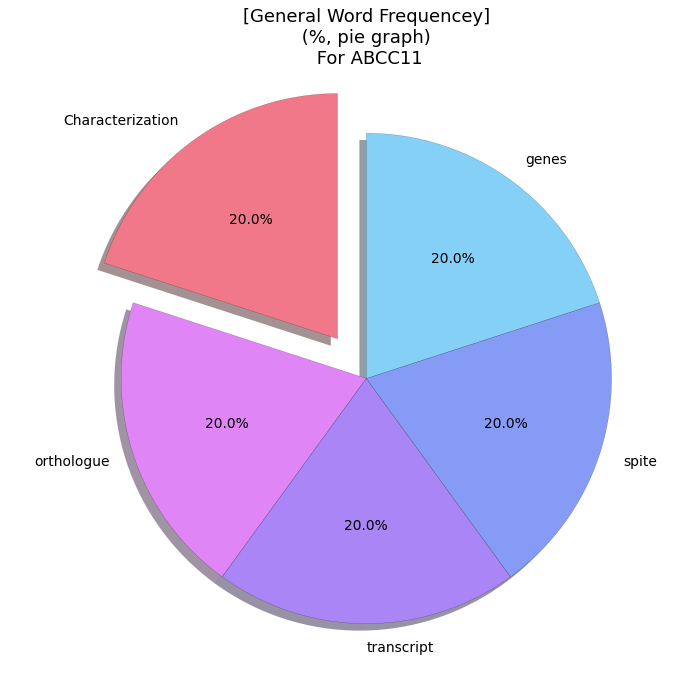 [General Word Frequencey]
(%, pie graph)
For ABCC11
Characterization
genes
20.0%
20.0%
20.0%
20.0%
orthologue
spite
20.0%
transcript